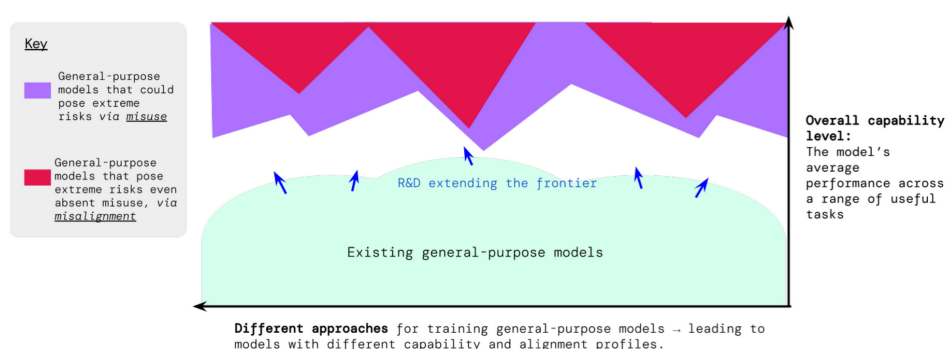 Key
General-purpose
models that could
pose extreme
risks via misuse
General-purpose
models that pose
extreme risks even
absent misuse, via
misalignment
R&D extending the frontier
Existing general-purpose models
Overall capability
level:
The model's
average
performance across
a range of useful
tasks
Different approaches for training general-purpose models → leading to
models with different capability and alignment profiles.